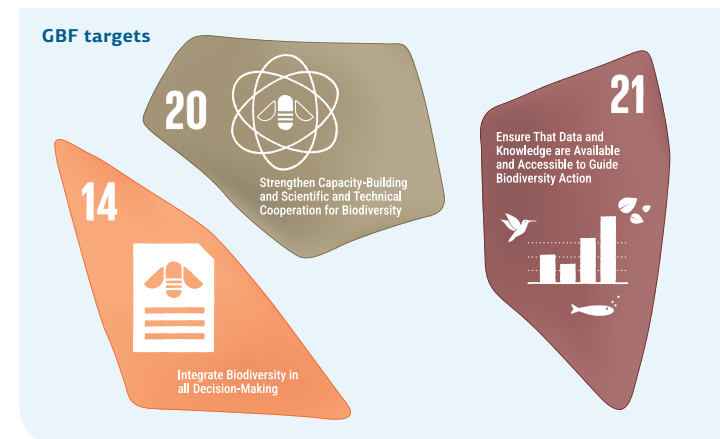 GBF targets
20
Strengthen Capacity-Building
and Scientific and Technical
Cooperation for Biodiversity
21
Ensure That Data and
Knowledge are Available
and Accessible to Guide
Biodiversity Action
14
Integrate Biodiversity in
all Decision-Making